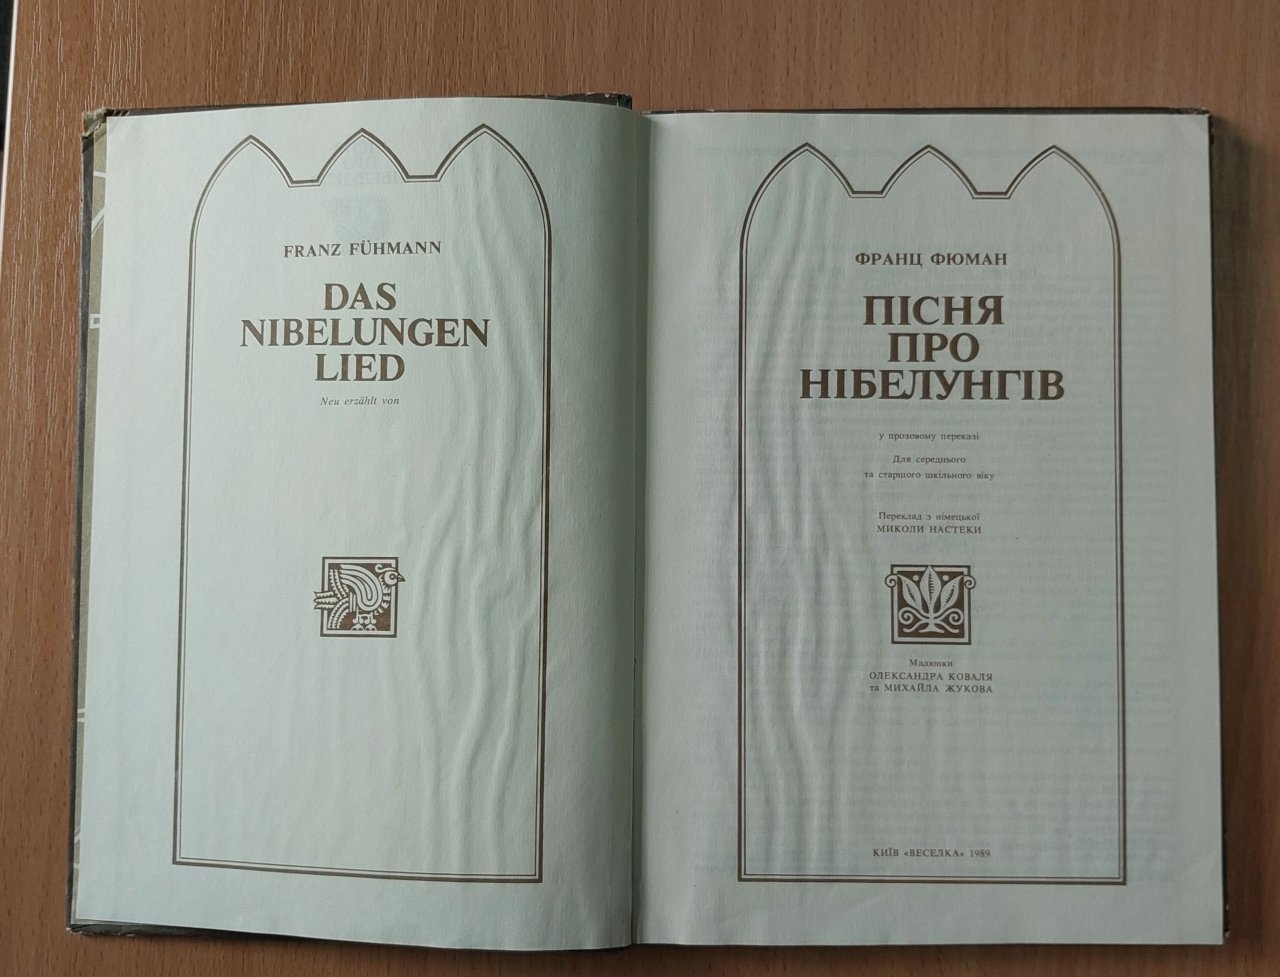 FRANZ FÜHMANN
DAS
NIBELUNGEN
LIED
Neu erzählt von
ФРАНЦ ФЮМАН
ПІСНЯ
ПРО
НІБЕЛУНГІВ
у прозовому переказі
Для середнього
та старшого шкільного віку
Переклад з німецької
МИКОЛИ НАСТЕКИ
Малюнки
ОЛЕКСАНДРА КОВАЛЯ
та МИХАЙЛА ЖУКОВА
КИЇВ «ВЕСЕЛКА» 1989